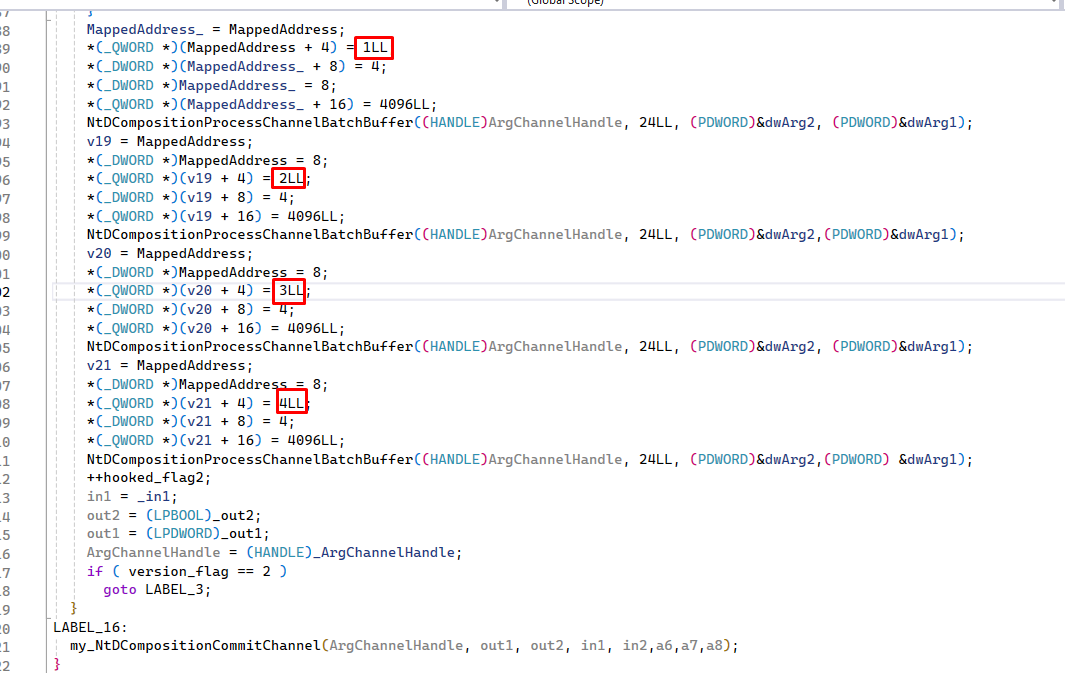 (Global Scope)
87 }
88 MappedAddress_ = MappedAddress;
89 *(_QWORD *)(MappedAddress + 4) = 1LL
90 *(_DWORD *)(MappedAddress_ + 8) = 4;
91 *(_DWORD *)MappedAddress_ = 8;
92 *(_QWORD *)(MappedAddress_ + 16) = 4096LL;
93 NtDCompositionProcessChannelBatchBuffer((HANDLE)ArgChannelHandle, 24LL, (PDWORD)&dwArg2, (PDWORD)&dwArg1);
94 v19 = MappedAddress;
95 *(_DWORD *)MappedAddress = 8;
96 *(_QWORD *)(v19 + 4) = 2LL;
97 *(_DWORD *)(v19 + 8) = 4;
98 *(_QWORD *)(v19 + 16) = 4096LL;
99 NtDCompositionProcessChannelBatchBuffer((HANDLE)ArgChannelHandle, 24LL, (PDWORD)&dwArg2,(PDWORD)&dwArg1);
00 v20 = MappedAddress;
01 *(_DWORD *)MappedAddress = 8;
02 *(_QWORD *)(v20 + 4) = 3LL;
03 *(_DWORD *)(v20 + 8) = 4;
04 *(_QWORD *)(v20 + 16) = 4096LL;
05 NtDCompositionProcessChannelBatchBuffer((HANDLE)ArgChannelHandle, 24LL, (PDWORD)&dwArg2, (PDWORD)&dwArg1);
06 v21 = MappedAddress;
07 *(_DWORD *)MappedAddress = 8;
08 *(_QWORD *)(v21 + 4) = 4LL;
09 *(_DWORD *)(v21 + 8) = 4;
10 *(_QWORD *)(v21 + 16) = 4096LL;
11 NtDCompositionProcessChannelBatchBuffer((HANDLE)ArgChannelHandle, 24LL, (PDWORD)&dwArg2,(PDWORD) &dwArg1);
12 ++hooked_flag2;
13 in1 = _in1;
14 out2 = (LPBOOL)_out2;
15 out1 = (LPDWORD)_out1;
16 ArgChannelHandle = (HANDLE)_ArgChannelHandle;
17 if ( version_flag == 2 )
18 goto LABEL_3;
19 }
20 LABEL_16:
21 my_NtDCompositionCommitChannel(ArgChannelHandle, out1, out2, in1, in2,a6,a7,a8);
22 }